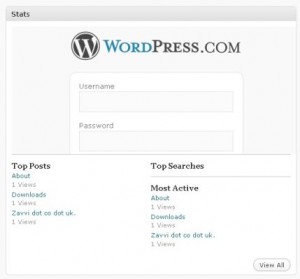 Stats
WORDPRESS.COM
Username
Password
Top Posts
About
1 Views
Downloads
1 Views
Zavvi dot co dot uk..
1 Views
Top Searches
Most Active
About
1 Views
Downloads
1 Views
Zavvi dot co dot uk..
1 Views
View All